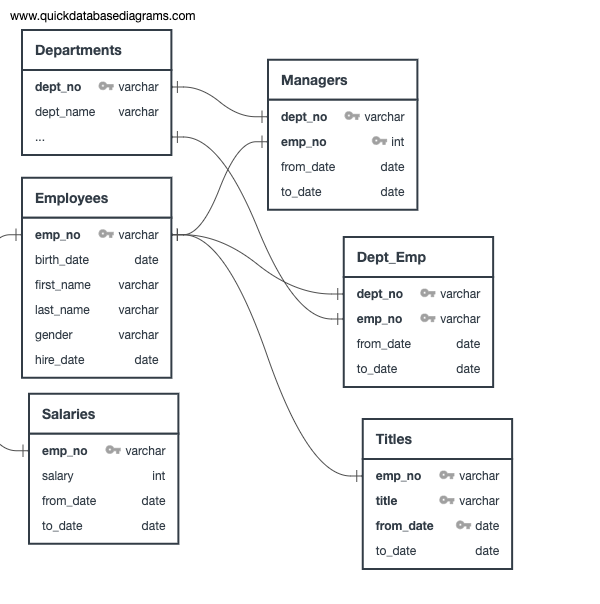 www.quickdatabasediagrams.com
Departments
dept_no varchar
dept_name varchar
...
Managers
dept_no varchar
emp_no int
from_date date
to_date date
Employees
emp_no varchar
birth_date date
first_name varchar
last_name varchar
gender varchar
hire_date date
Dept_Emp
dept_no varchar
emp_no varchar
from_date date
to_date date
Salaries
emp_no varchar
salary int
from_date date
to_date date
Titles
emp_no varchar
title varchar
from_date date
to_date date